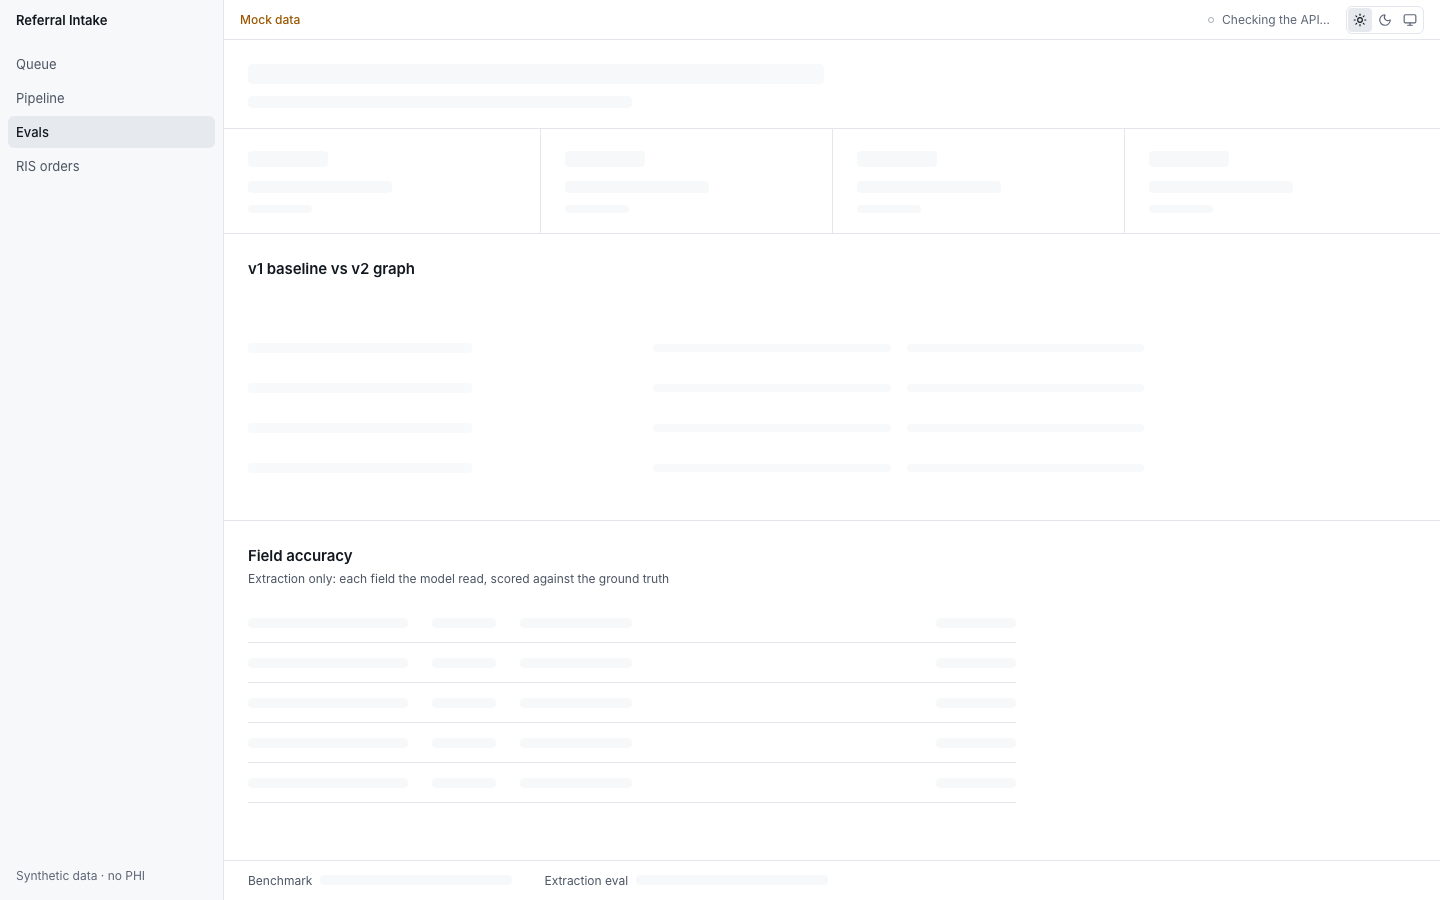 Referral Intake
Mock data
Checking the API...
Queue
Pipeline
Evals
RIS orders
v1 baseline vs v2 graph
Field accuracy
Extraction only: each field the model read, scored against the ground truth
Synthetic data · no PHI
Benchmark
Extraction eval